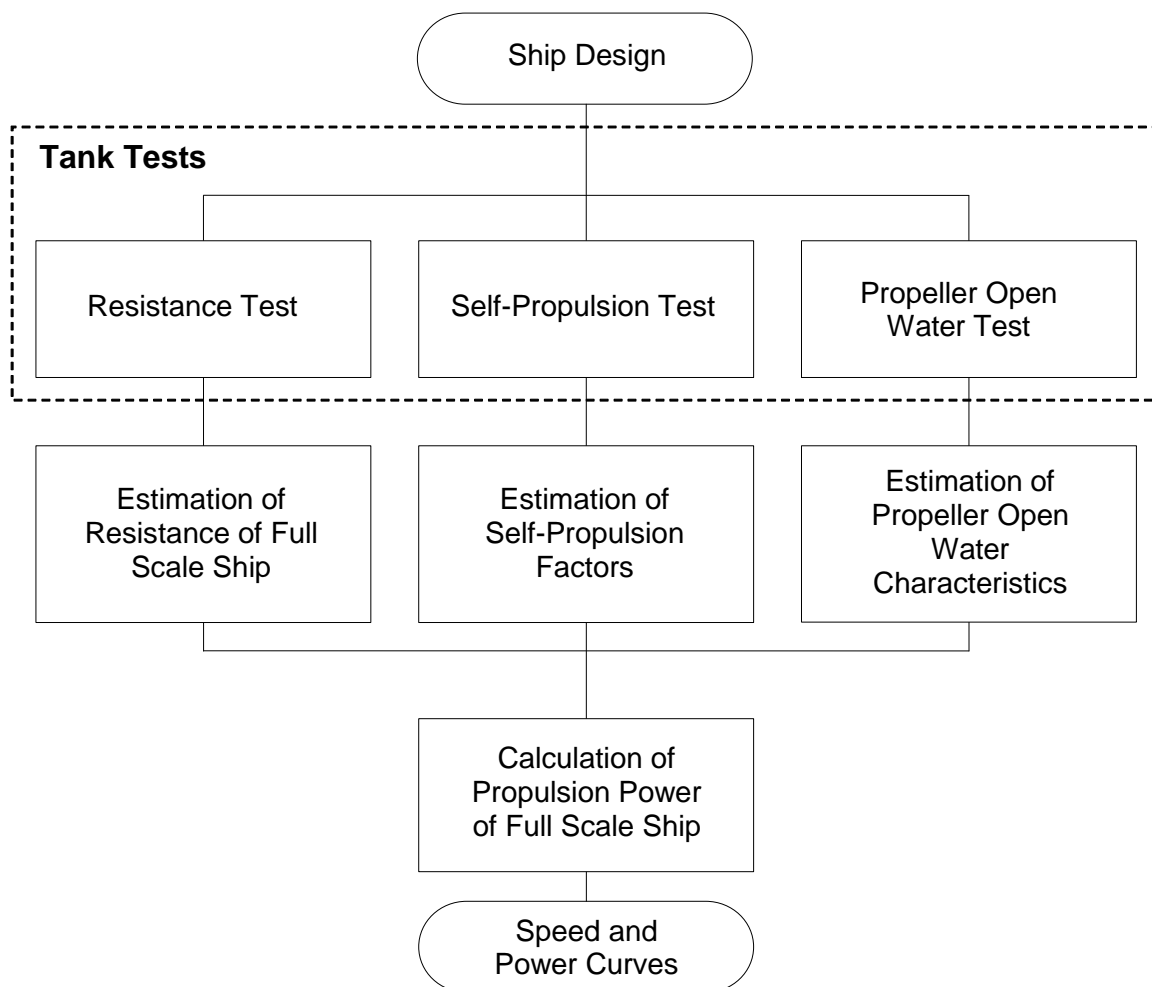 Ship Design
Tank Tests
Resistance Test
Self-Propulsion Test
Propeller Open
Water Test
Estimation of
Resistance of Full
Scale Ship
Estimation of
Self-Propulsion
Factors
Estimation of
Propeller Open
Water
Characteristics
Calculation of
Propulsion Power
of Full Scale Ship
Speed and
Power Curves